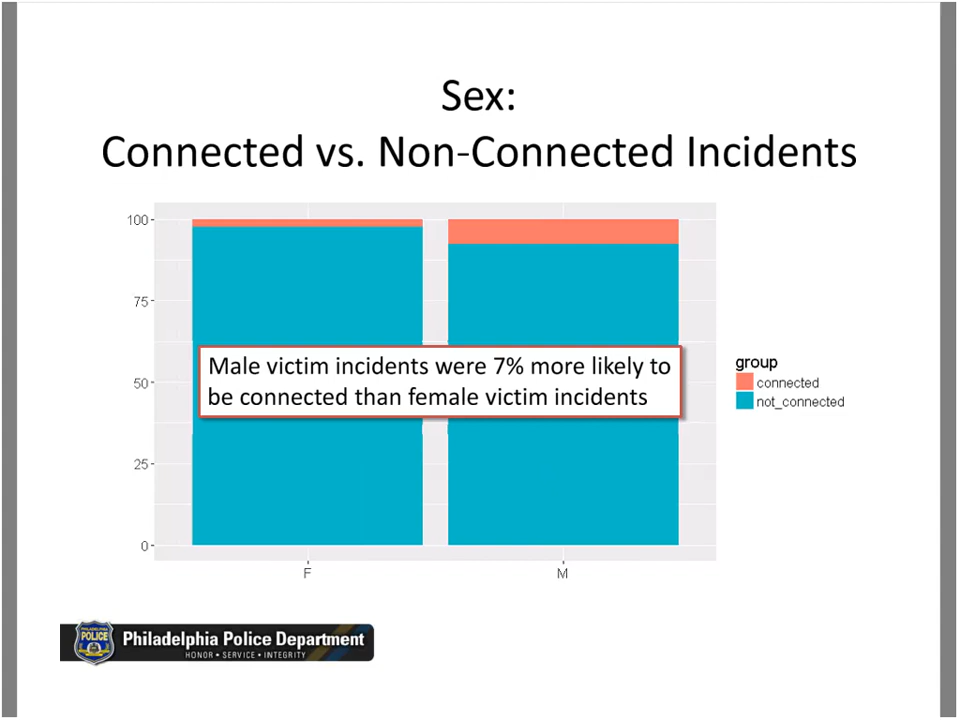 Sex:
Connected vs. Non-Connected Incidents
100
75
50
25
0
F
M
Male victim incidents were 7% more likely to
be connected than female victim incidents
group
connected
not_connected
POLICE
Philadelphia Police Department
HONOR • SERVICE • INTEGRITY